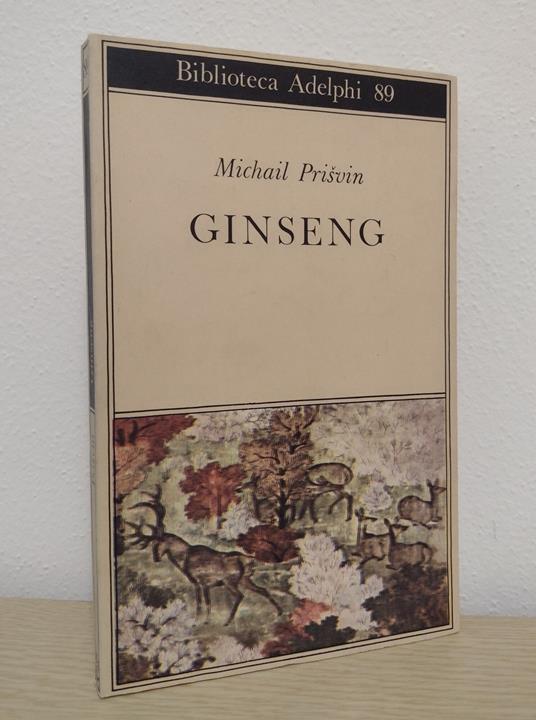 Biblioteca Adelphi 89
Michail Prišvin
GINSENG